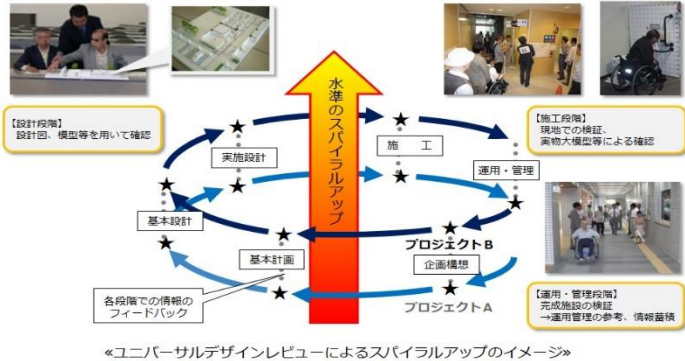 【設計段階】
設計図、模型等を用いて確認
水準のスパイラルアップ
【施工段階】
現地での検証、
実物大模型等による確認
実施設計
施　工
運用・管理
基本設計
基本計画
プロジェクトB
企画構想
プロジェクトA
各段階での情報の
フィードバック
【運用・管理段階】
完成施設の検証
→運用管理の参考、情報蓄積
≪ユニバーサルデザインレビューによるスパイラルアップのイメージ≫